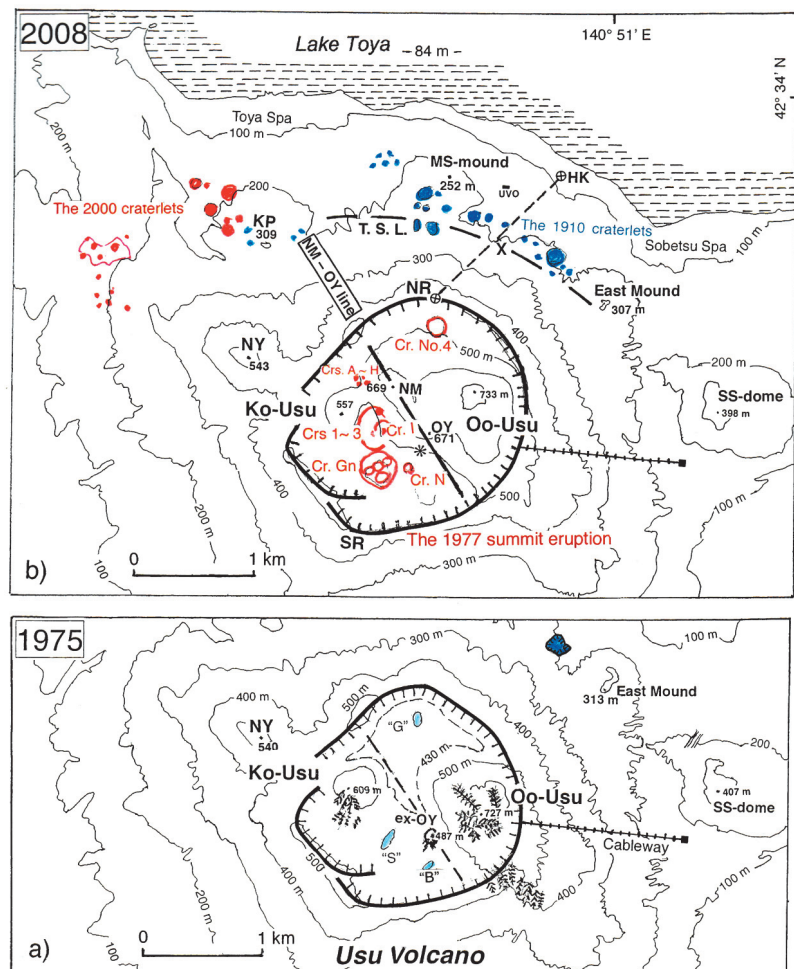 2008
Lake Toya
84 m
140° 51' E
42° 34' N
Toya Spa
200 m
100 m
MS-mound
252 m
UVO
HK
200
The 2000 craterlets
KP
309
T. S. L.
The 1910 craterlets
X
Sobetsu Spa
100 m
NM – OY line
300
NR
East Mound
307 m
400
NY
543
Cr. No.4
500 m
200 m
Crs. A ~ H
669
NM
733 m
SS-dome
398 m
Ko-Usu
557
Oo-Usu
Crs 1~3
Cr. I
OY
671
Cr. Gn
Cr. N
400
500
200 m
100 m
SR
The 1977 summit eruption
100
0
1 km
300 m
b)
1975
300 m
100 m
400 m
500 m
East Mound
313 m
NY
540
"G"
200
430 m
Ko-Usu
500 m
609 m
Oo-Usu
727 m
407 m
SS-dome
ex-OY
487 m
Cableway
500
"S"
"B"
400 m
400
200 m
100 m
0
1 km
300 m
a)
Usu Volcano